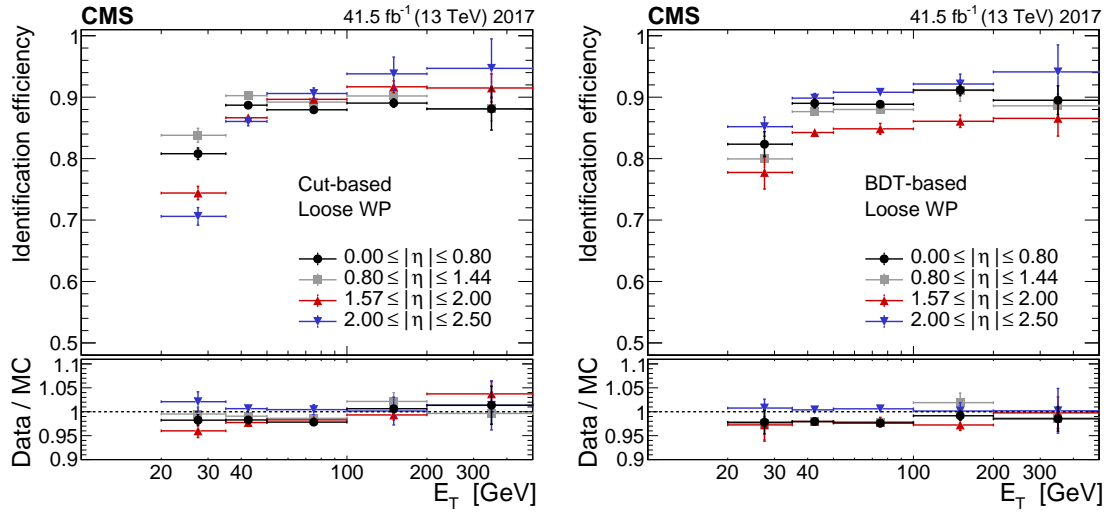 CMS 41.5 fb⁻¹ (13 TeV) 2017
Identification efficiency
1
0.9
0.8
0.7
0.6
0.5
Cut-based
Loose WP
0.00 ≤ |η| ≤ 0.80
0.80 ≤ |η| ≤ 1.44
1.57 ≤ |η| ≤ 2.00
2.00 ≤ |η| ≤ 2.50
Data / MC
1.1
1.05
1
0.95
0.9
20 30 40 100 200 300
E_T [GeV]
CMS 41.5 fb⁻¹ (13 TeV) 2017
Identification efficiency
1
0.9
0.8
0.7
0.6
0.5
BDT-based
Loose WP
0.00 ≤ |η| ≤ 0.80
0.80 ≤ |η| ≤ 1.44
1.57 ≤ |η| ≤ 2.00
2.00 ≤ |η| ≤ 2.50
Data / MC
1.1
1.05
1
0.95
0.9
20 30 40 100 200 300
E_T [GeV]